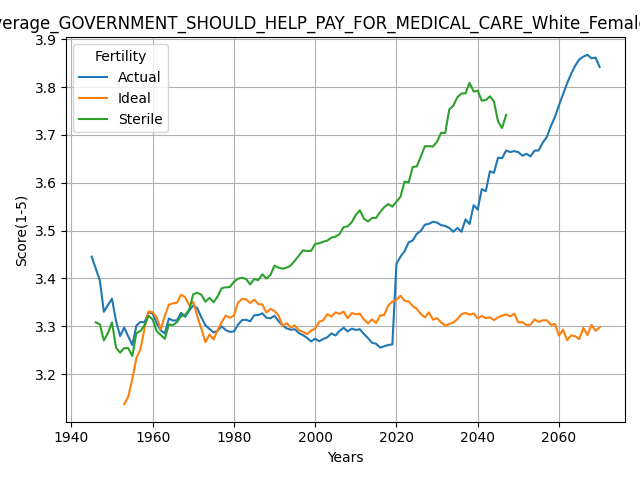 verage_GOVERNMENT_SHOULD_HELP_PAY_FOR_MEDICAL_CARE_White_Female
3.9
3.8
3.7
3.6
3.5
3.4
3.3
3.2
Score(1-5)
Fertility
Actual
Ideal
Sterile
1940 1960 1980 2000 2020 2040 2060
Years